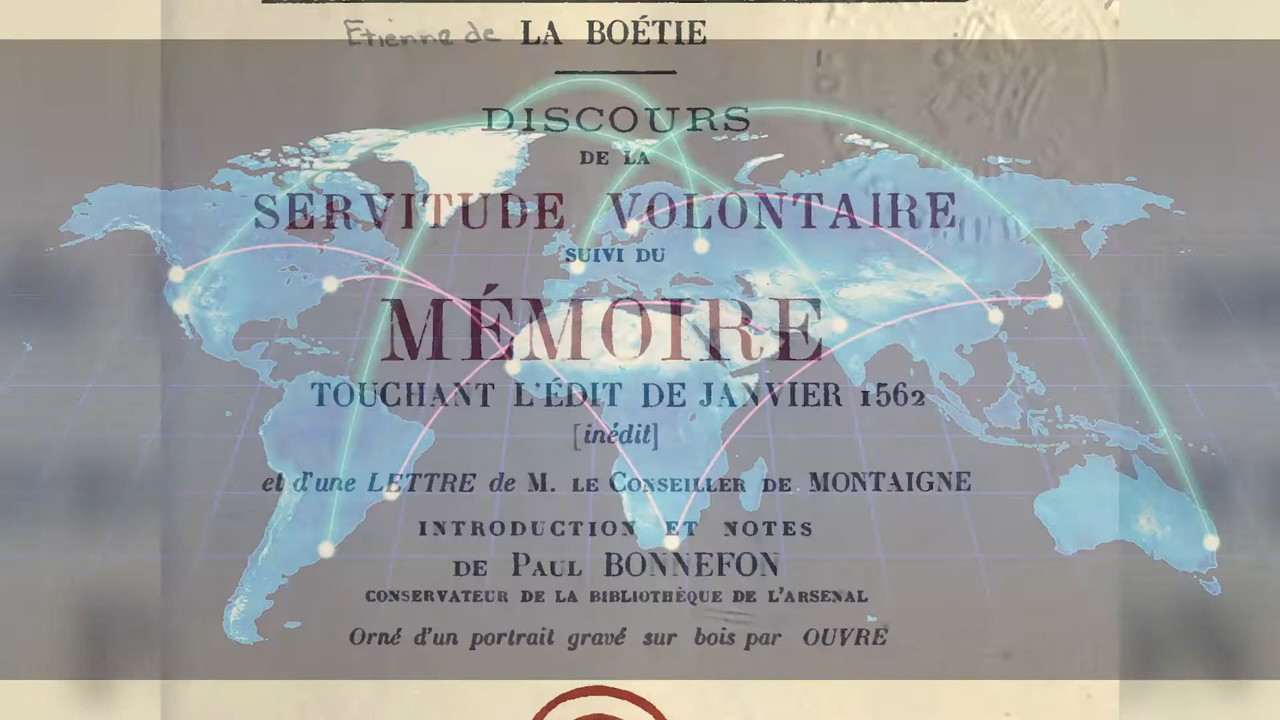 Etienne de LA BOÉTIE
DISCOURS
DE LA
SERVITUDE VOLONTAIRE
SUIVI DU
MÉMOIRE
TOUCHANT L'ÉDIT DE JANVIER 1562
[inédit]
et d'une LETTRE de M. LE CONSEILLER DE MONTAIGNE
INTRODUCTION ET NOTES
DE PAUL BONNEFON
CONSERVATEUR DE LA BIBLIOTHÈQUE DE L'ARSENAL
Orné d'un portrait gravé sur bois par OUVRE